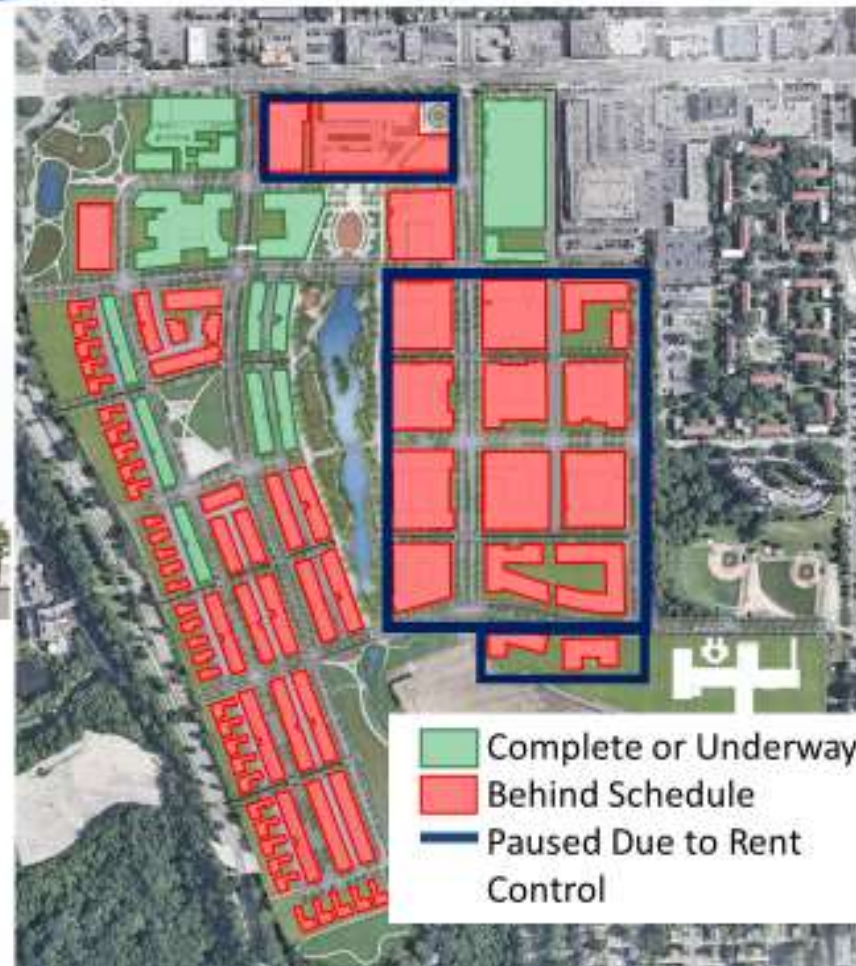 Complete or Underway
Behind Schedule
Paused Due to Rent
Control